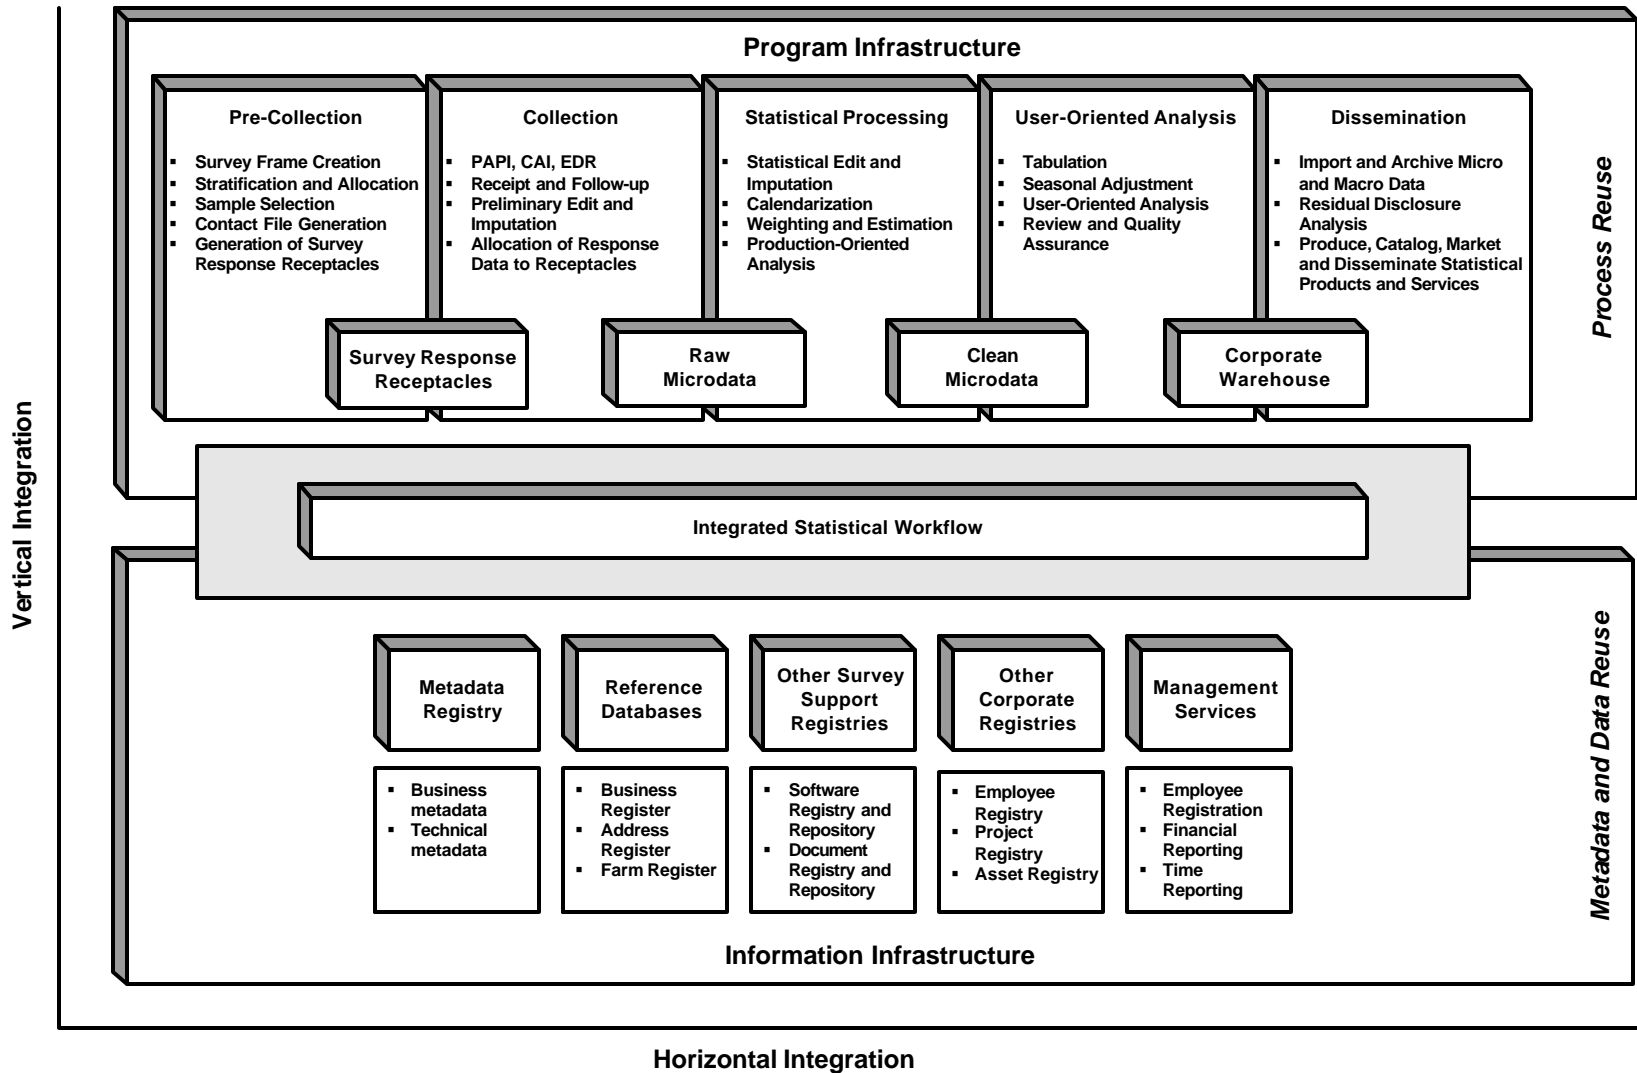 Program Infrastructure
Pre-Collection
▪ Survey Frame Creation
▪ Stratification and Allocation
▪ Sample Selection
▪ Contact File Generation
▪ Generation of Survey
Response Receptacles
Collection
▪ PAPI, CAI, EDR
▪ Receipt and Follow-up
▪ Preliminary Edit and
Imputation
▪ Allocation of Response
Data to Receptacles
Statistical Processing
▪ Statistical Edit and
Imputation
▪ Calendarization
▪ Weighting and Estimation
▪ Production-Oriented
Analysis
User-Oriented Analysis
▪ Tabulation
▪ Seasonal Adjustment
▪ User-Oriented Analysis
▪ Review and Quality
Assurance
Dissemination
▪ Import and Archive Micro
and Macro Data
▪ Residual Disclosure
Analysis
▪ Produce, Catalog, Market
and Disseminate Statistical
Products and Services
Process Reuse
Survey Response
Receptacles
Raw
Microdata
Clean
Microdata
Corporate
Warehouse
Vertical Integration
Integrated Statistical Workflow
Metadata
Registry
Reference
Databases
Other Survey
Support
Registries
Other
Corporate
Registries
Management
Services
▪ Business
metadata
▪ Technical
metadata
▪ Business
Register
▪ Address
Register
▪ Farm Register
▪ Software
Registry and
Repository
▪ Document
Registry and
Repository
▪ Employee
Registry
▪ Project
Registry
▪ Asset Registry
▪ Employee
Registration
▪ Financial
Reporting
▪ Time
Reporting
Metadata and Data Reuse
Information Infrastructure
Horizontal Integration